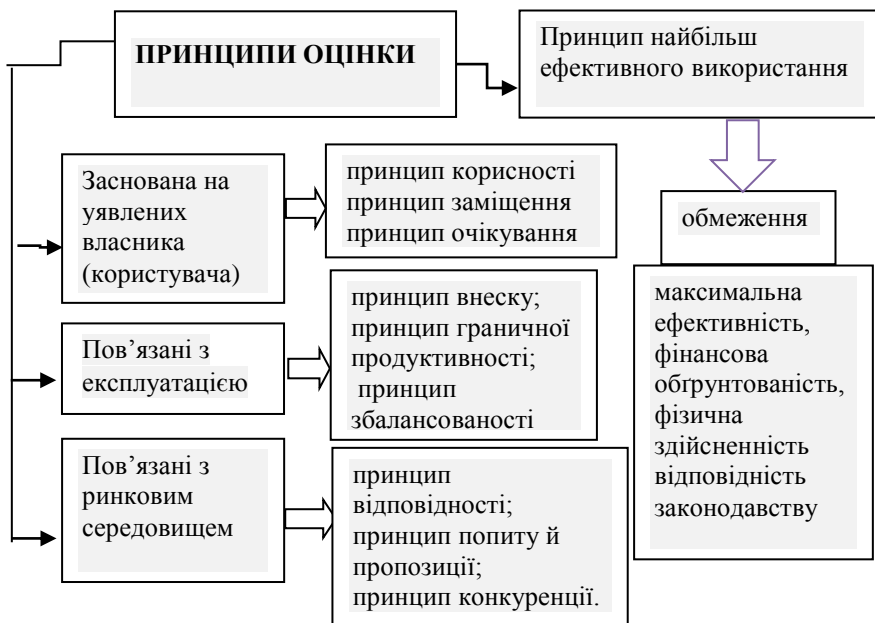 ПРИНЦИПИ ОЦІНКИ
Принцип найбільш
ефективного використання
Заснована на
уявлених
власника
(користувача)
принцип корисності
принцип заміщення
принцип очікування
обмеження
максимальна
ефективність,
фінансова
обґрунтованість,
фізична
здійсненність
відповідність
законодавству
Пов’язані з
експлуатацією
принцип внеску;
принцип граничної
продуктивності;
принцип
збалансованості
Пов’язані з
ринковим
середовищем
принцип
відповідності;
принцип попиту й
пропозиції;
принцип конкуренції.